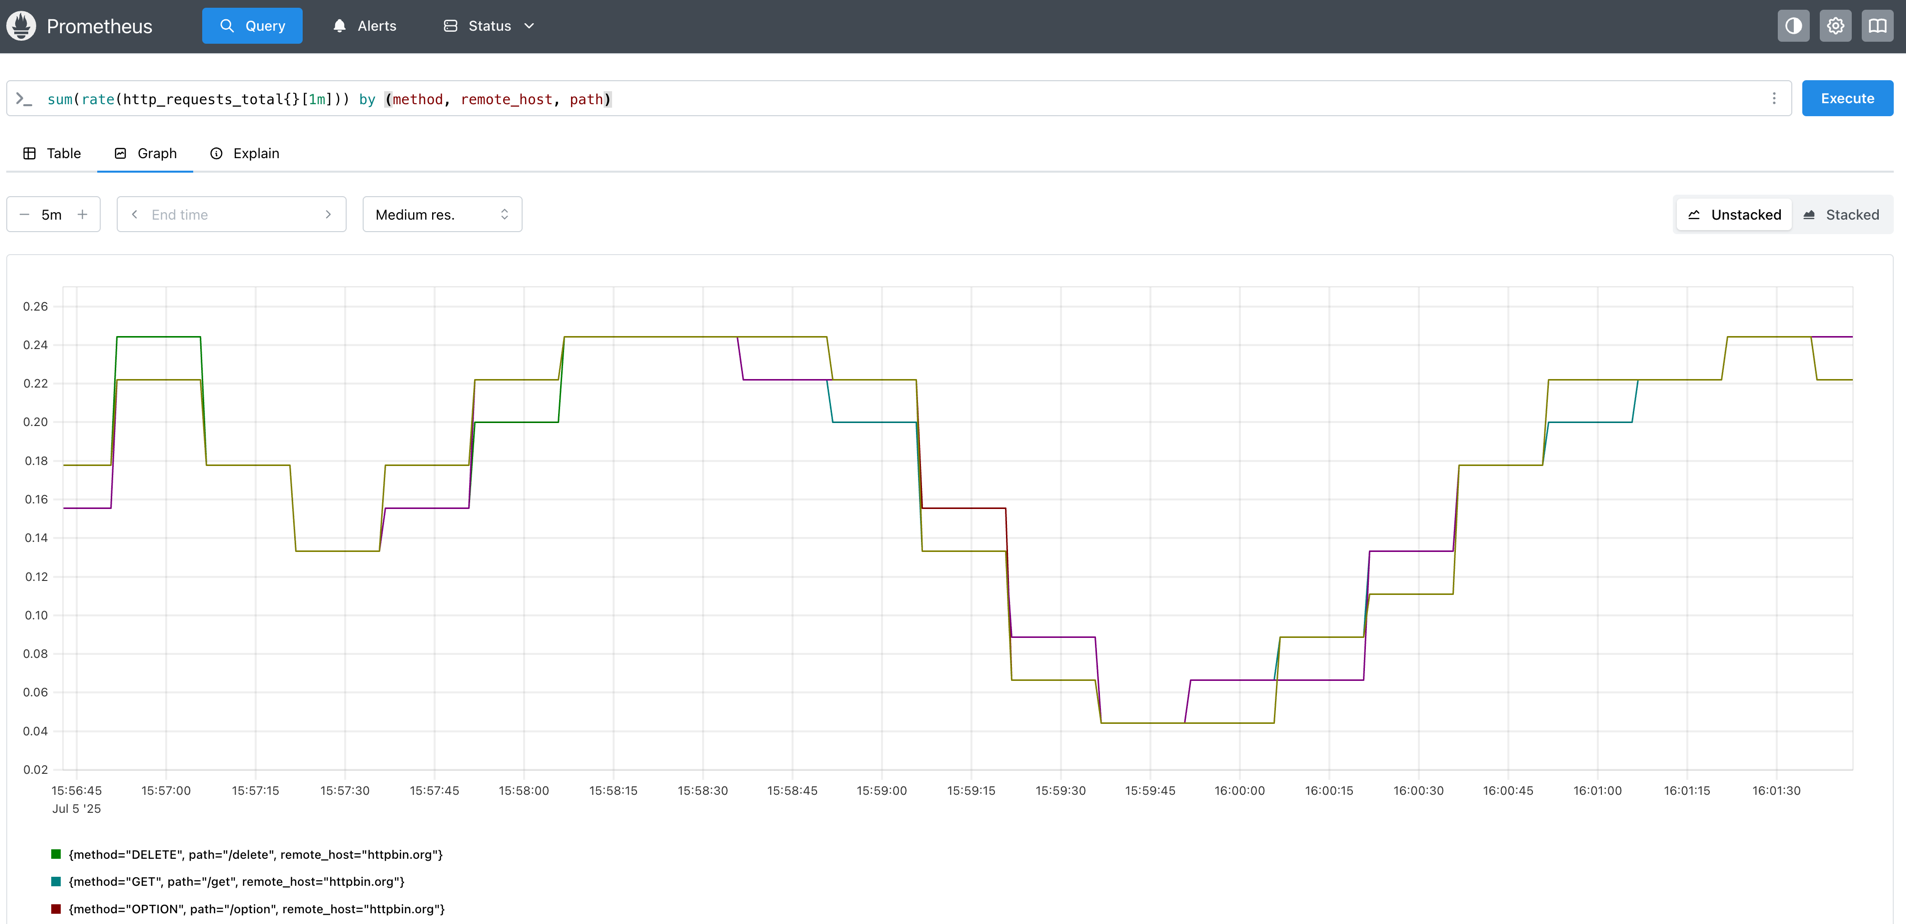 Prometheus
Query
Alerts
Status
sum(rate(http_requests_total{}[1m])) by (method, remote_host, path)
Execute
Table
Graph
Explain
5m
End time
Medium res.
Unstacked
Stacked
0.26
0.24
0.22
0.20
0.18
0.16
0.14
0.12
0.10
0.08
0.06
0.04
0.02
15:56:45 15:57:00 15:57:15 15:57:30 15:57:45 15:58:00 15:58:15 15:58:30 15:58:45 15:59:00 15:59:15 15:59:30 15:59:45 16:00:00 16:00:15 16:00:30 16:00:45 16:01:00 16:01:15 16:01:30
Jul 5 '25
{method="DELETE", path="/delete", remote_host="httpbin.org"}
{method="GET", path="/get", remote_host="httpbin.org"}
{method="OPTION", path="/option", remote_host="httpbin.org"}